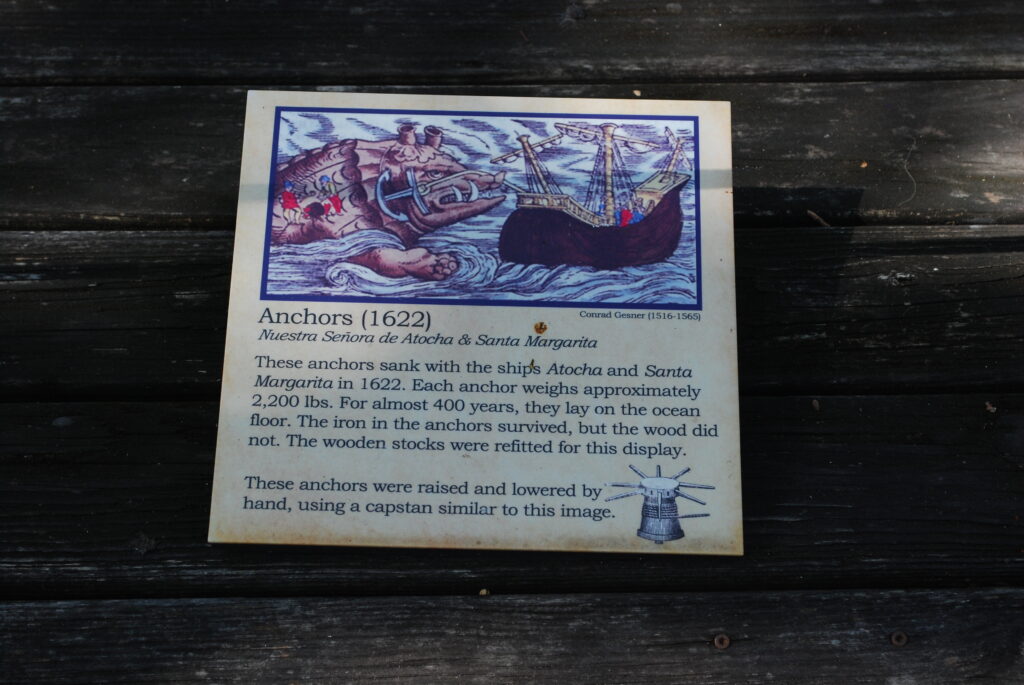 Conrad Gesner (1516-1565)
Anchors (1622)
Nuestra Señora de Atocha & Santa Margarita
These anchors sank with the ships Atocha and Santa
Margarita in 1622. Each anchor weighs approximately
2,200 lbs. For almost 400 years, they lay on the ocean
floor. The iron in the anchors survived, but the wood did
not. The wooden stocks were refitted for this display.
These anchors were raised and lowered by
hand, using a capstan similar to this image.